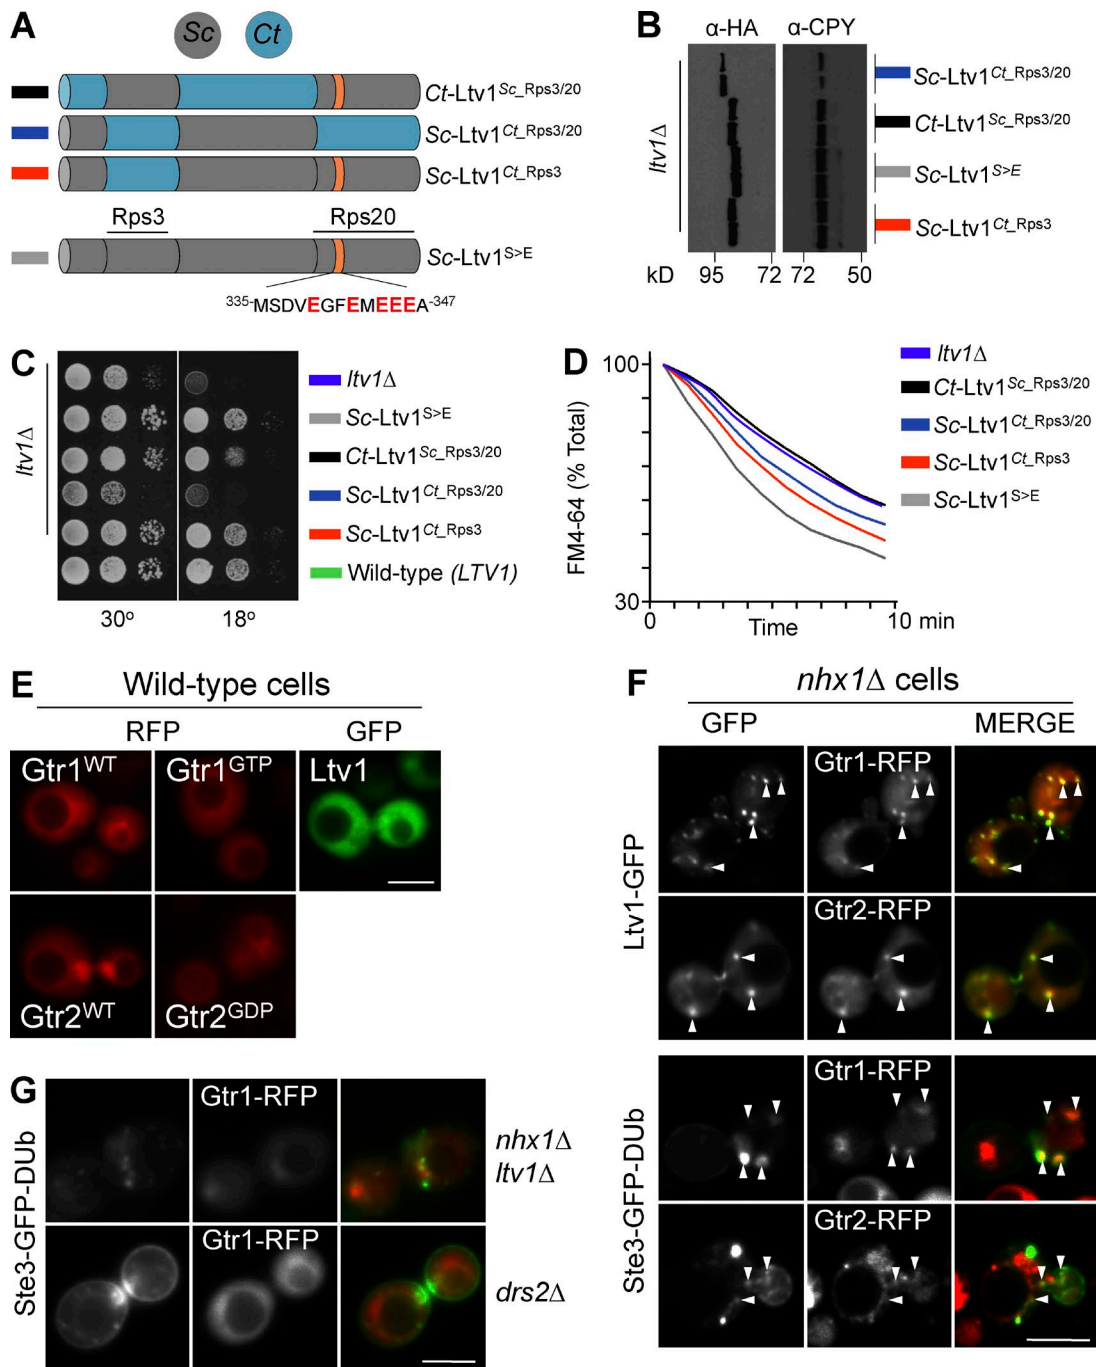 A
Sc Ct
Ct-Ltv1Sc_Rps3/20
Sc-Ltv1Ct_Rps3/20
Sc-Ltv1Ct_Rps3
Rps3 Rps20
Sc-Ltv1S>E
335-MSDVEGFEMEEEA-347
B
α-HA α-CPY
ltv1Δ
Sc-Ltv1Ct_Rps3/20
Ct-Ltv1Sc_Rps3/20
Sc-Ltv1S>E
Sc-Ltv1Ct_Rps3
kD 95 72 72 50
C
ltv1Δ
ltv1Δ
Sc-Ltv1S>E
Ct-Ltv1Sc_Rps3/20
Sc-Ltv1Ct_Rps3/20
Sc-Ltv1Ct_Rps3
Wild-type (LTV1)
30º 18º
D
FM4-64 (% Total)
100
30
0 Time 10 min
ltv1Δ
Ct-Ltv1Sc_Rps3/20
Sc-Ltv1Ct_Rps3/20
Sc-Ltv1Ct_Rps3
Sc-Ltv1S>E
E
Wild-type cells
RFP GFP
Gtr1WT Gtr1GTP Ltv1
Gtr2WT Gtr2GDP
F
nhx1Δ cells
GFP MERGE
Ltv1-GFP
Gtr1-RFP
Gtr2-RFP
Ste3-GFP-DUb
Gtr1-RFP
Gtr2-RFP
G
Ste3-GFP-DUb
Gtr1-RFP
nhx1Δ
ltv1Δ
Gtr1-RFP
drs2Δ